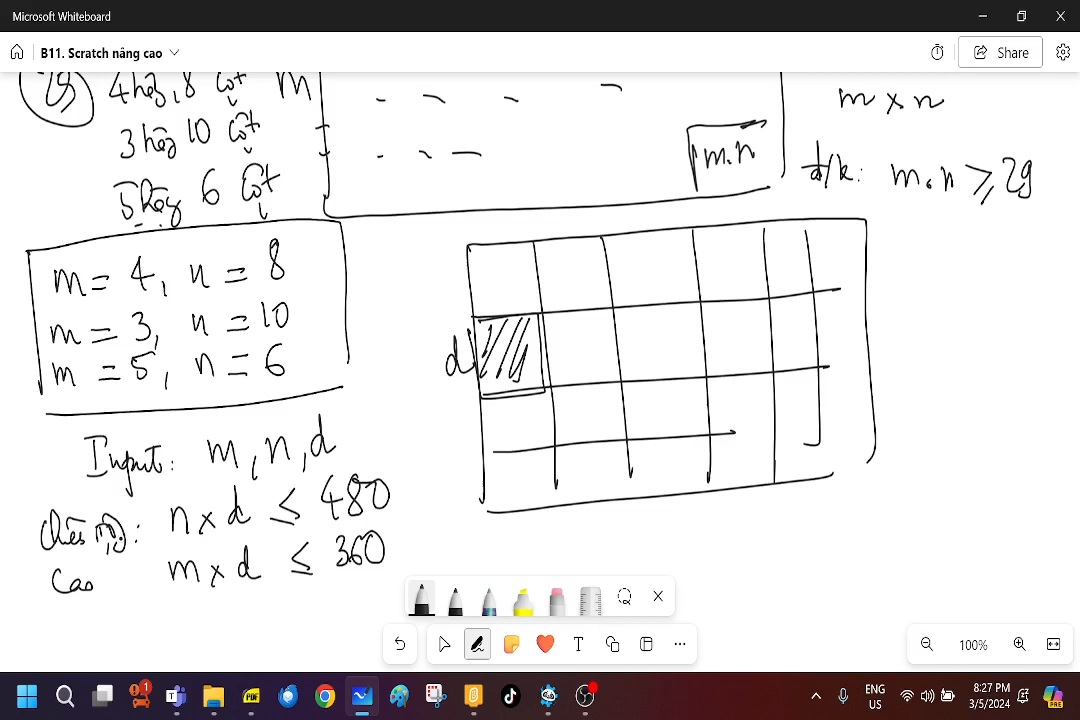 Microsoft Whiteboard
B11. Scratch nâng cao
Share
4 hàng, 8 cột
3 hàng 10 cột
5 hàng 6 cột
m
m.n
m x n
đ/k: m.n ≥ 29
m = 4, n = 8
m = 3, n = 10
m = 5, n = 6
d
Input: m, n, d
chiều : n x d ≤ 480
cao m x d ≤ 360
100%
1
ENG
US
8:27 PM
3/5/2024
PRE